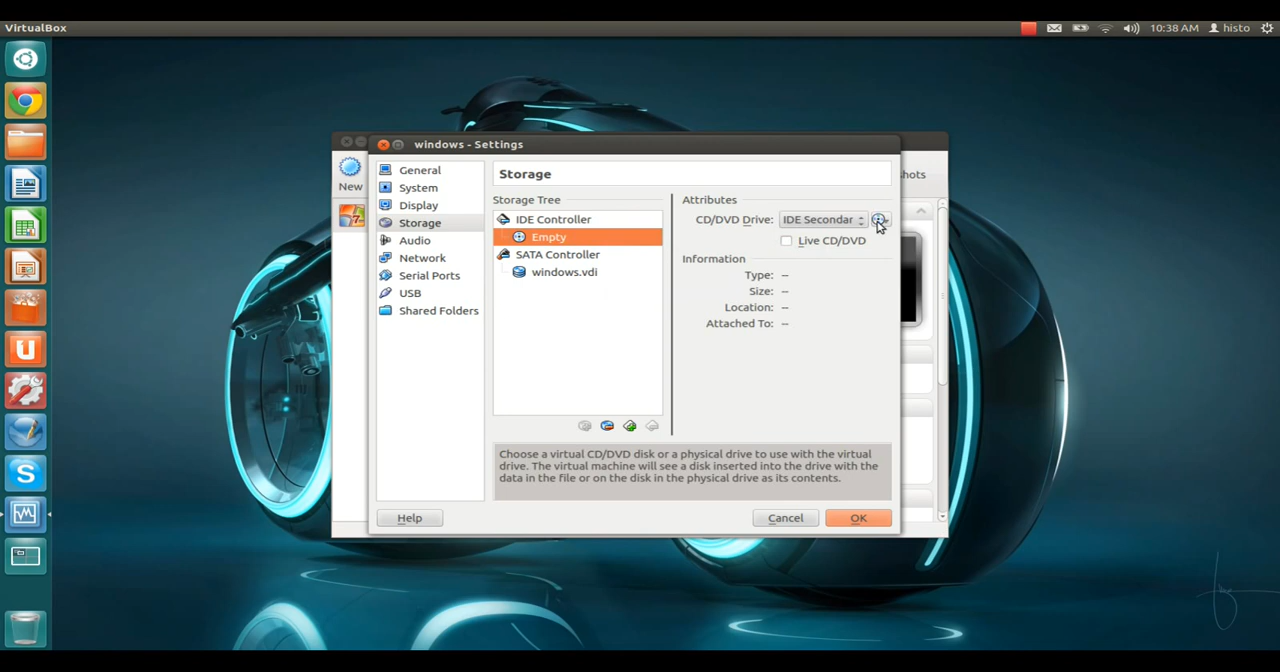 VirtualBox
10:38 AM
histo
windows - Settings
New
shots
General
System
Display
Storage
Audio
Network
Serial Ports
USB
Shared Folders
Storage
Storage Tree
IDE Controller
Empty
SATA Controller
windows.vdi
Attributes
CD/DVD Drive: IDE Secondar
Live CD/DVD
Information
Type: --
Size: --
Location: --
Attached To: --
Choose a virtual CD/DVD disk or a physical drive to use with the virtual
drive. The virtual machine will see a disk inserted into the drive with the
data in the file or on the disk in the physical drive as its contents.
Help
Cancel
OK